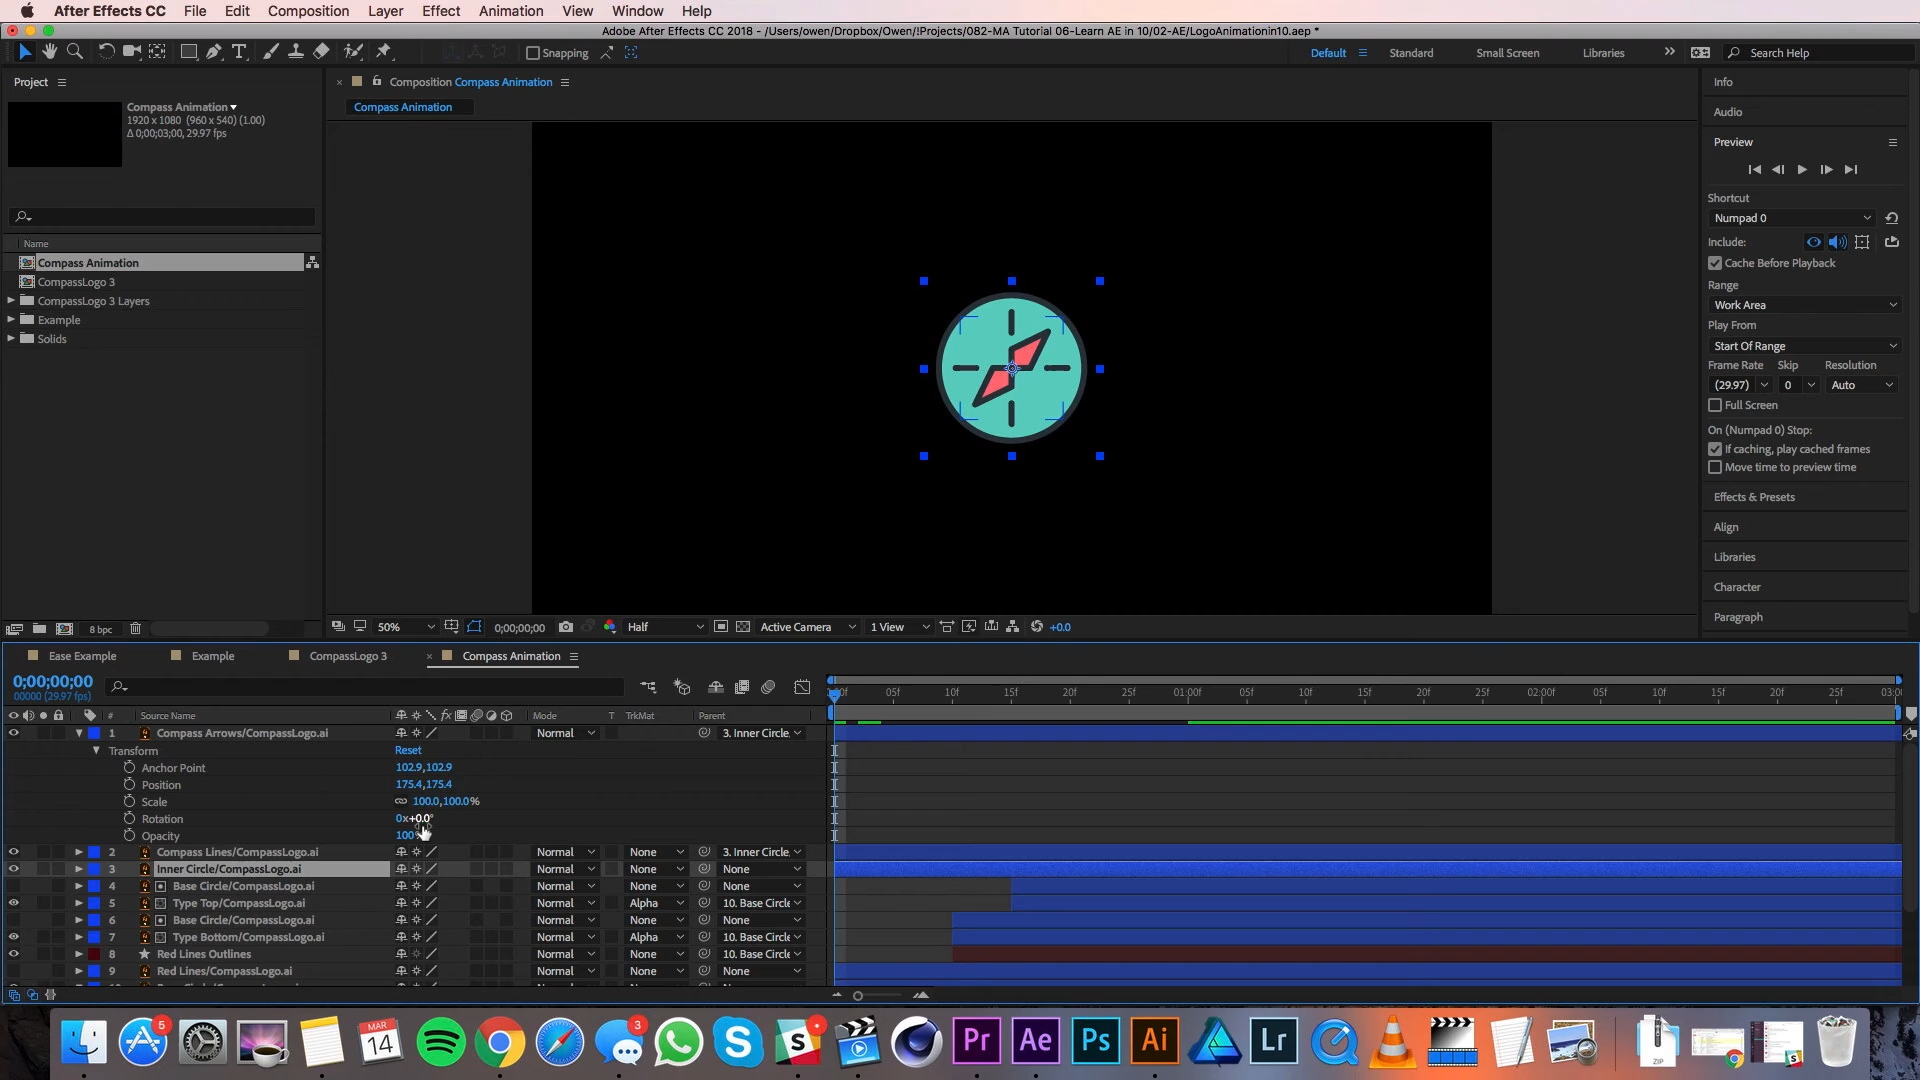 After Effects CC File Edit Composition Layer Effect Animation View Window Help
Adobe After Effects CC 2018 - /Users/owen/Dropbox/Owen/!Projects/082-MA Tutorial 06-Learn AE in 10/02-AE/LogoAnimationin10.aep *
Snapping Default Standard Small Screen Libraries Search Help
Project
Compass Animation
1920 x 1080 (960 x 540) (1.00)
Δ 0;00;03;00, 29.97 fps
Name
Compass Animation
CompassLogo 3
CompassLogo 3 Layers
Example
Solids
8 bpc
Composition Compass Animation
Compass Animation
50% 0;00;00;00 Half Active Camera 1 View +0.0
Info
Audio
Preview
Shortcut
Numpad 0
Include:
Cache Before Playback
Range
Work Area
Play From
Start Of Range
Frame Rate Skip Resolution
(29.97) 0 Auto
Full Screen
On (Numpad 0) Stop:
If caching, play cached frames
Move time to preview time
Effects & Presets
Align
Libraries
Character
Paragraph
Ease Example Example CompassLogo 3 Compass Animation
0;00;00;00
00000 (29.97 fps)
05f 10f 15f 20f 25f 01:00f 05f 10f 15f 20f 25f 02:00f 05f 10f 15f 20f 25f 03:0
# Source Name Mode T TrkMat Parent
1 Compass Arrows/CompassLogo.ai Normal 3. Inner Circle
Transform Reset
Anchor Point 102.9,102.9
Position 175.4,175.4
Scale 100.0,100.0%
Rotation 0x+0.0°
Opacity 100
2 Compass Lines/CompassLogo.ai Normal None 3. Inner Circle
3 Inner Circle/CompassLogo.ai Normal None None
4 Base Circle/CompassLogo.ai Normal None None
5 Type Top/CompassLogo.ai Normal Alpha 10. Base Circle
6 Base Circle/CompassLogo.ai Normal None None
7 Type Bottom/CompassLogo.ai Normal Alpha 10. Base Circle
8 Red Lines Outlines Normal None 10. Base Circle
9 Red Lines/CompassLogo.ai Normal None None
5 MAR 14 3 Pr Ae Ps Ai Lr ZIP